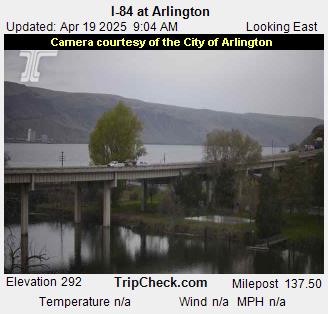 I-84 at Arlington
Updated: Apr 19 2025 9:04 AM Looking East
Camera courtesy of the City of Arlington
Elevation 292 TripCheck.com Milepost 137.50
Temperature n/a Wind n/a MPH n/a